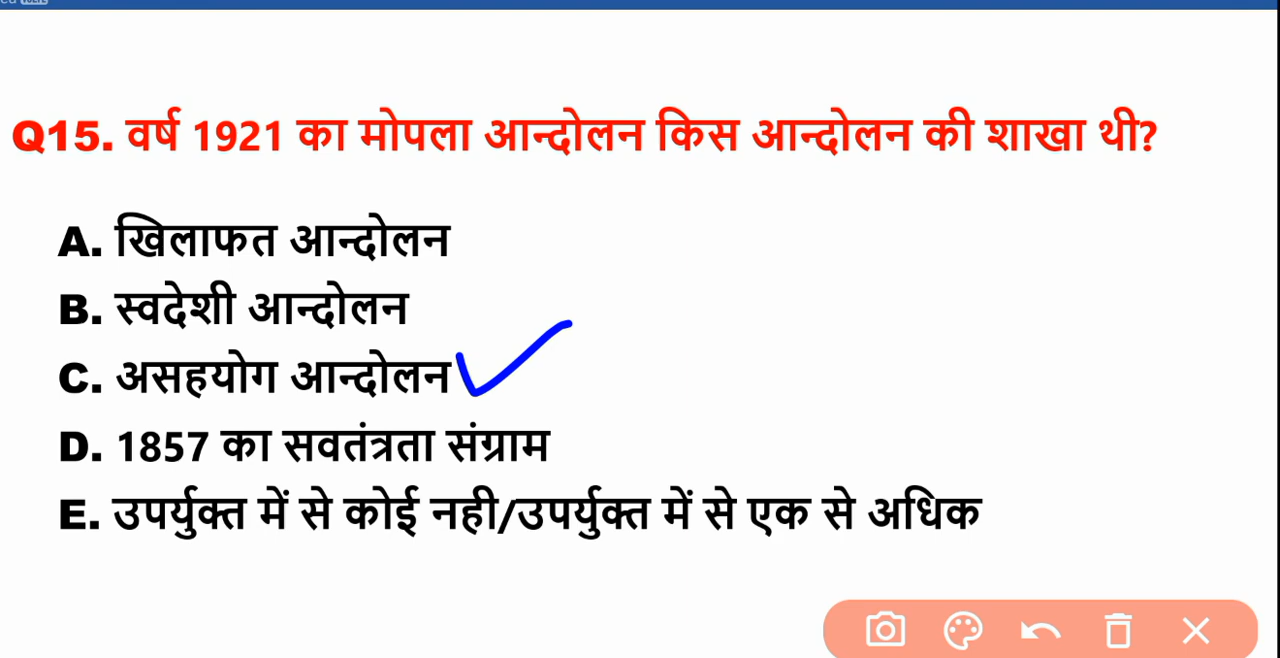 Q15. वर्ष 1921 का मोपला आन्दोलन किस आन्दोलन की शाखा थी?
A. खिलाफत आन्दोलन
B. स्वदेशी आन्दोलन
C. असहयोग आन्दोलन
D. 1857 का सवतंत्रता संग्राम
E. उपर्युक्त में से कोई नही/उपर्युक्त में से एक से अधिक